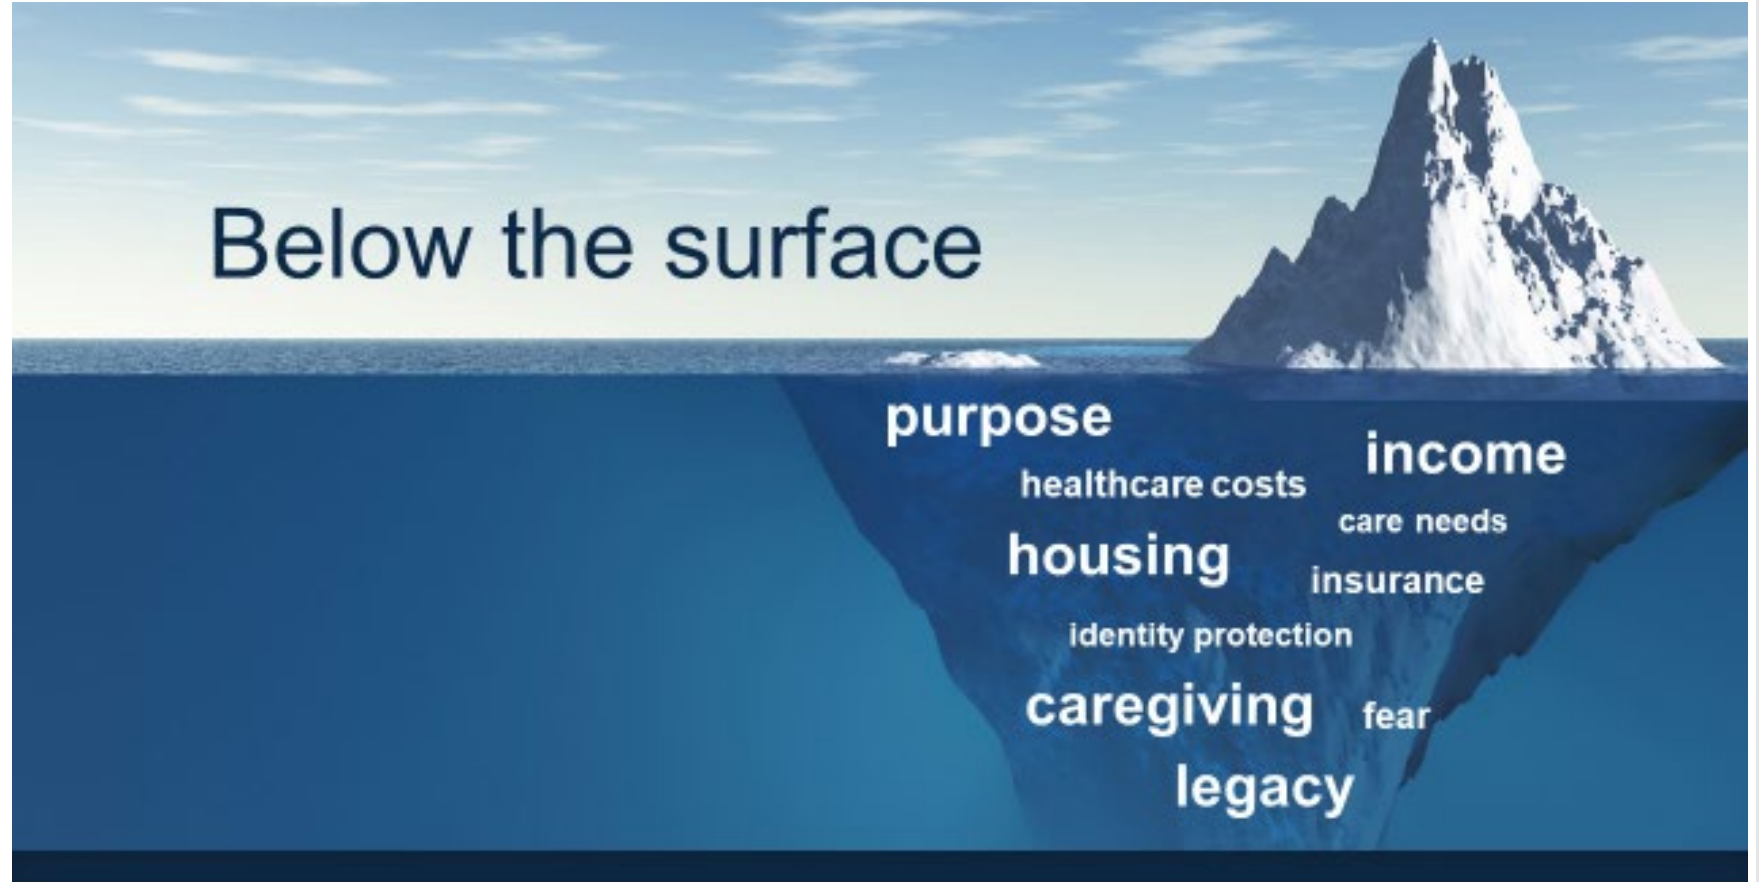 Below the surface
purpose
income
healthcare costs
care needs
housing
insurance
identity protection
caregiving
fear
legacy